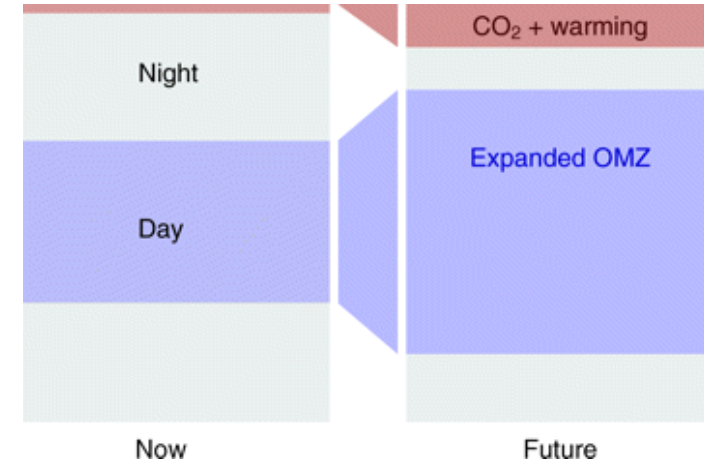 CO₂ + warming
Night
Expanded OMZ
Day
Now
Future